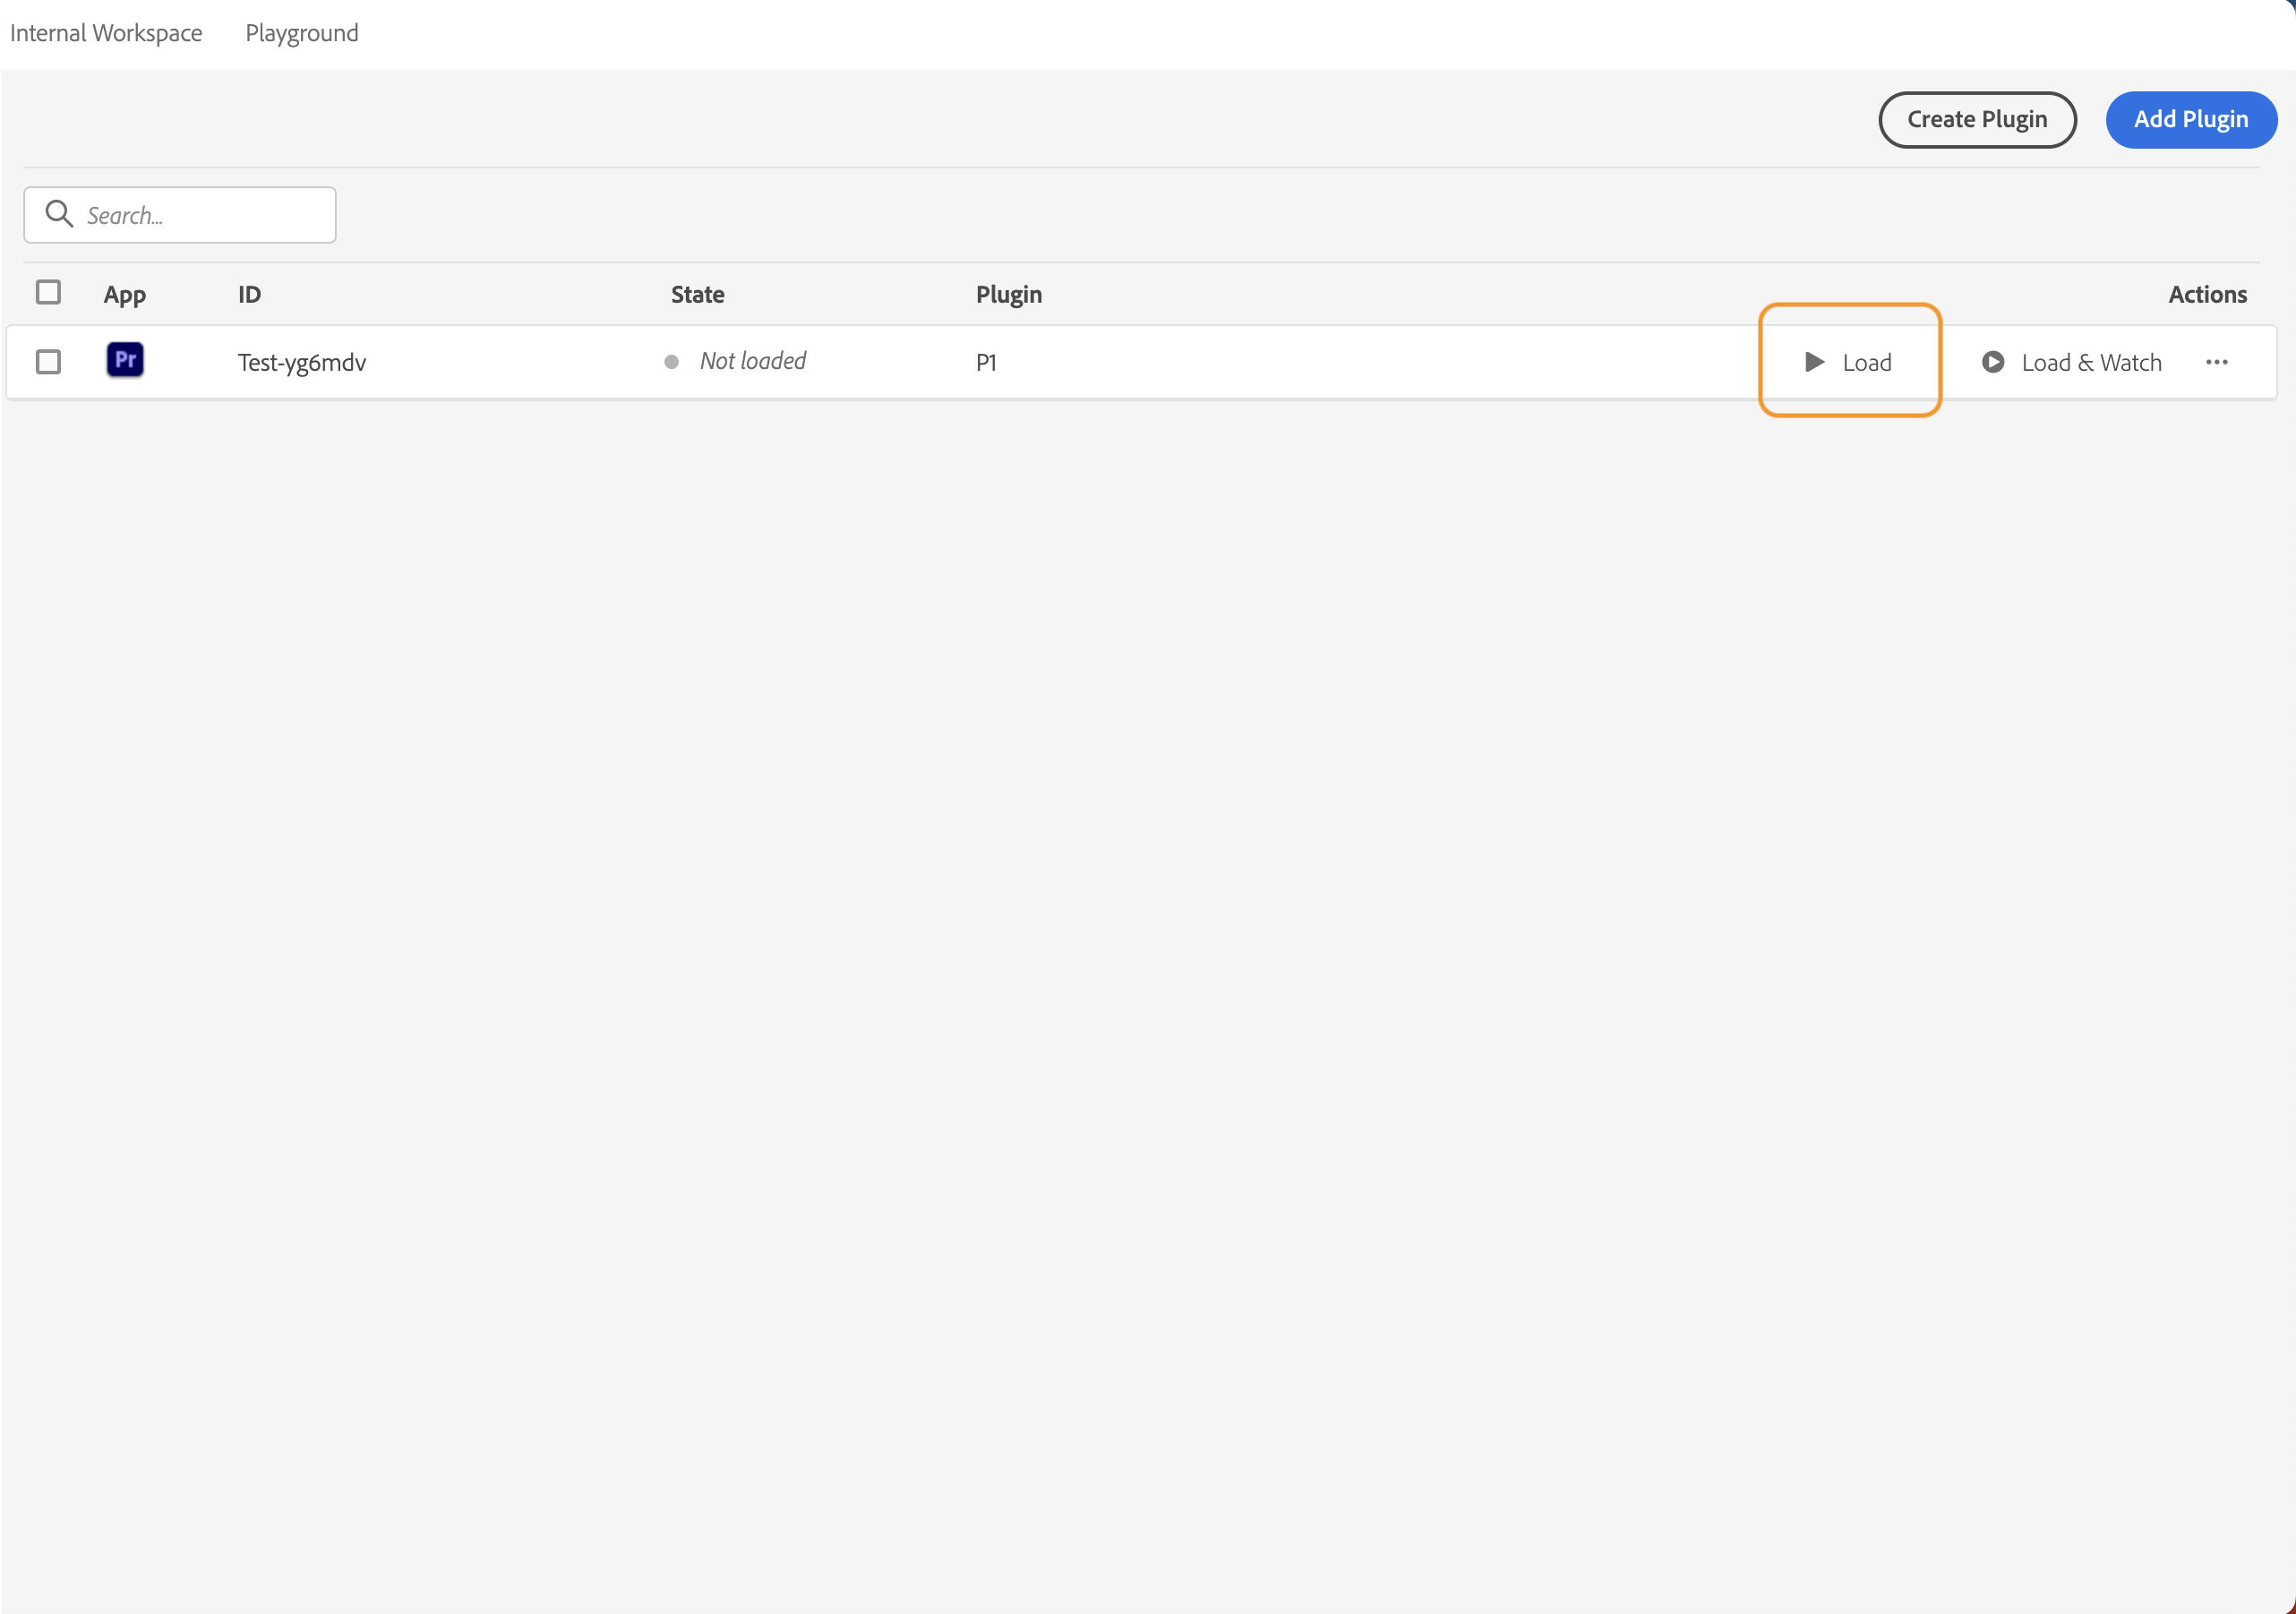 Internal Workspace Playground
Create Plugin Add Plugin
Search...
App ID State Plugin Actions
Pr Test-yg6mdv Not loaded P1 Load Load & Watch